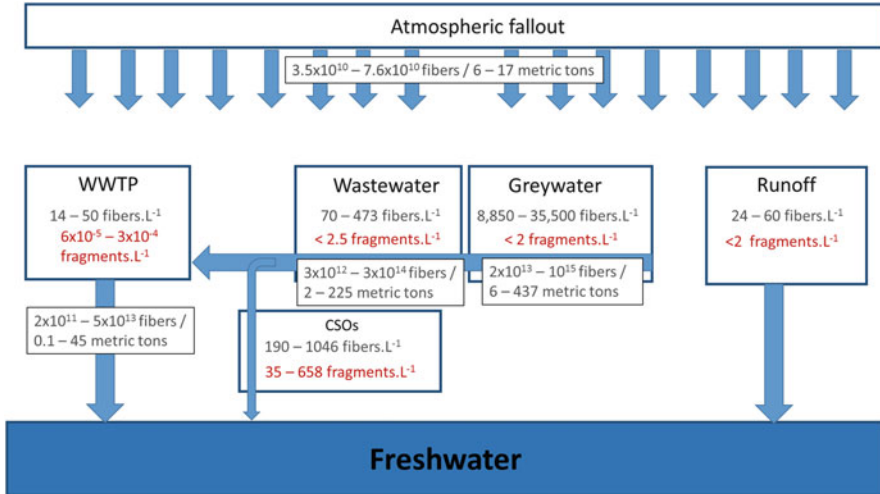 Atmospheric fallout
3.5x10¹⁰ – 7.6x10¹⁰ fibers / 6 – 17 metric tons
WWTP
14 – 50 fibers.L⁻¹
6x10⁻⁵ – 3x10⁻⁴
fragments.L⁻¹
2x10¹¹ – 5x10¹³ fibers /
0.1 – 45 metric tons
Wastewater
70 – 473 fibers.L⁻¹
< 2.5 fragments.L⁻¹
3x10¹² – 3x10¹⁴ fibers /
2 – 225 metric tons
Greywater
8,850 – 35,500 fibers.L⁻¹
< 2 fragments.L⁻¹
2x10¹³ – 10¹⁵ fibers /
6 – 437 metric tons
CSOs
190 – 1046 fibers.L⁻¹
35 – 658 fragments.L⁻¹
Runoff
24 – 60 fibers.L⁻¹
<2 fragments.L⁻¹
Freshwater